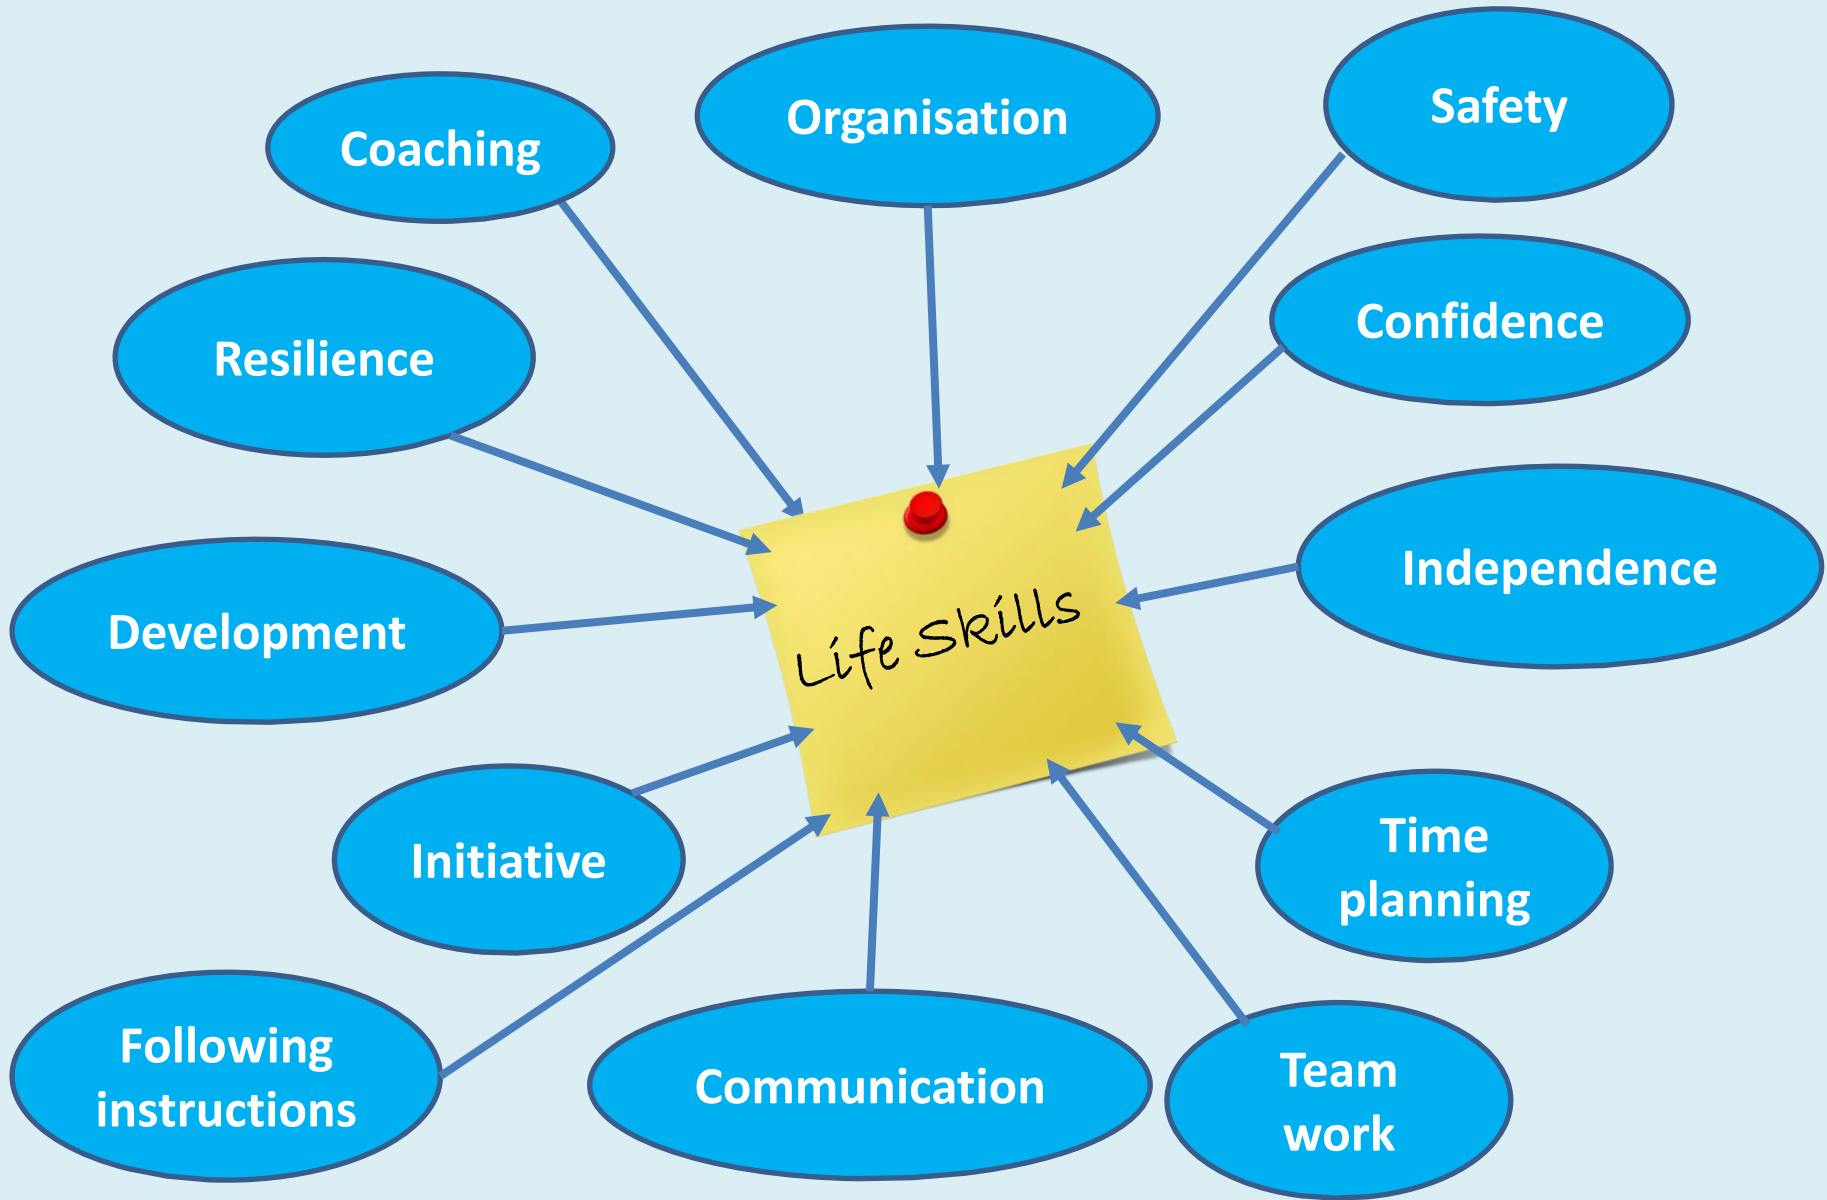 Coaching
Organisation
Safety
Resilience
Confidence
Development
Life Skills
Independence
Initiative
Time
planning
Following
instructions
Communication
Team
work